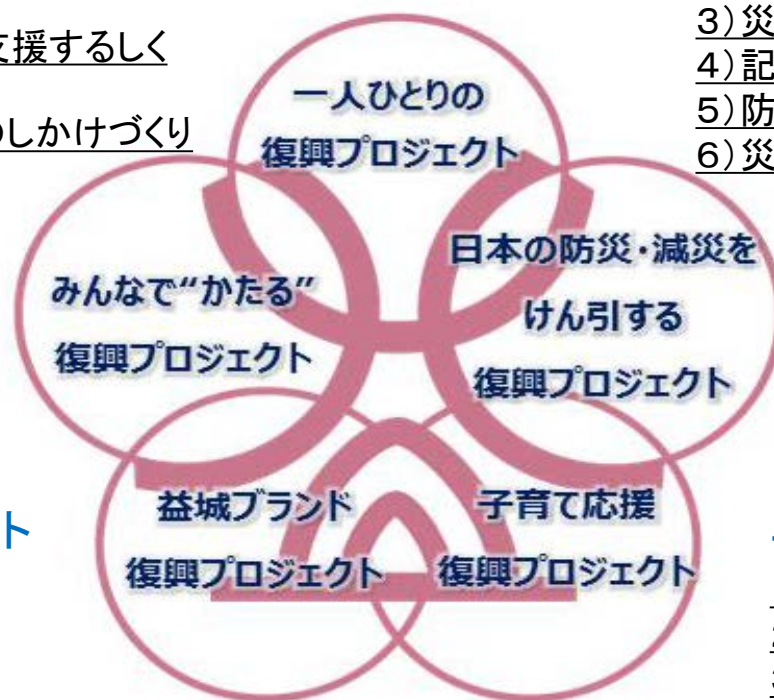 支援するしく
のしかけづくり
3)災
4)記
5)防
6)災
一人ひとりの
復興プロジェクト
みんなで“かたる”
復興プロジェクト
日本の防災・減災を
けん引する
復興プロジェクト
益城ブランド
復興プロジェクト
子育て応援
復興プロジェクト
ト